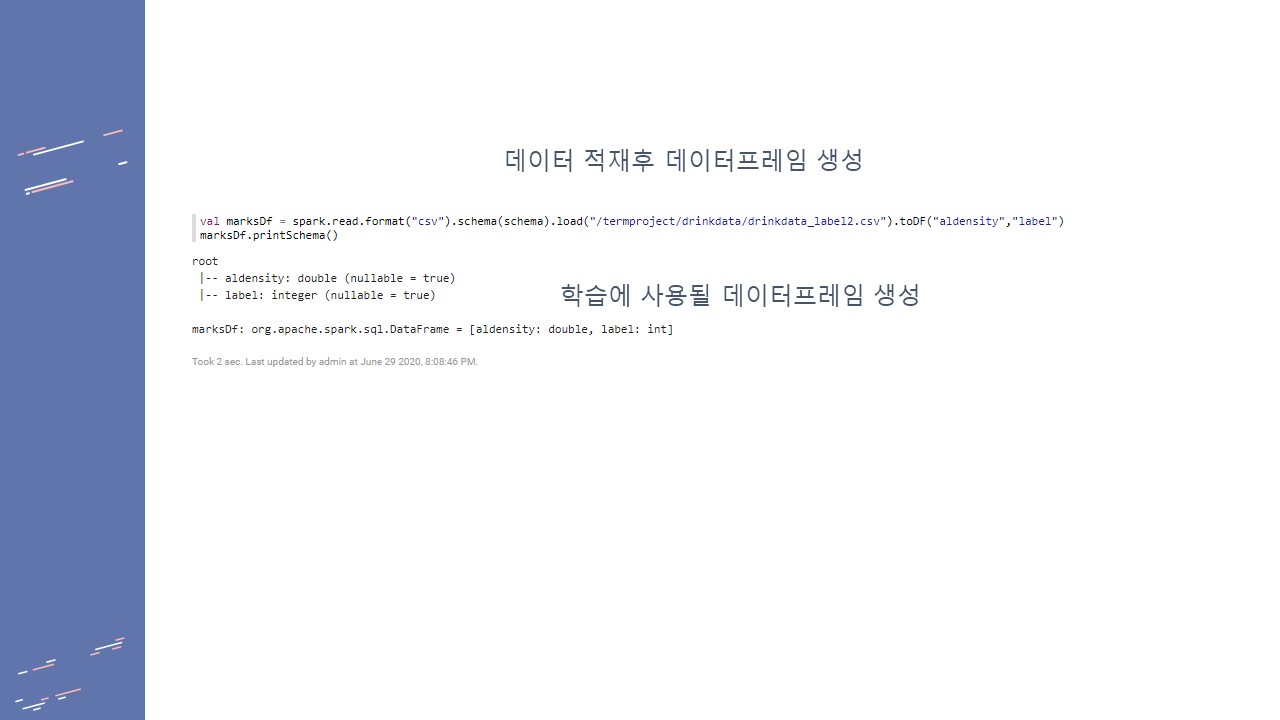 데이터 적재후 데이터프레임 생성
val marksDf = spark.read.format("csv").schema(schema).load("/termproject/drinkdata/drinkdata_label2.csv").toDF("aldensity","label")
marksDf.printSchema()
root
|-- aldensity: double (nullable = true)
|-- label: integer (nullable = true)
학습에 사용될 데이터프레임 생성
marksDf: org.apache.spark.sql.DataFrame = [aldensity: double, label: int]
Took 2 sec. Last updated by admin at June 29 2020, 8:08:46 PM.